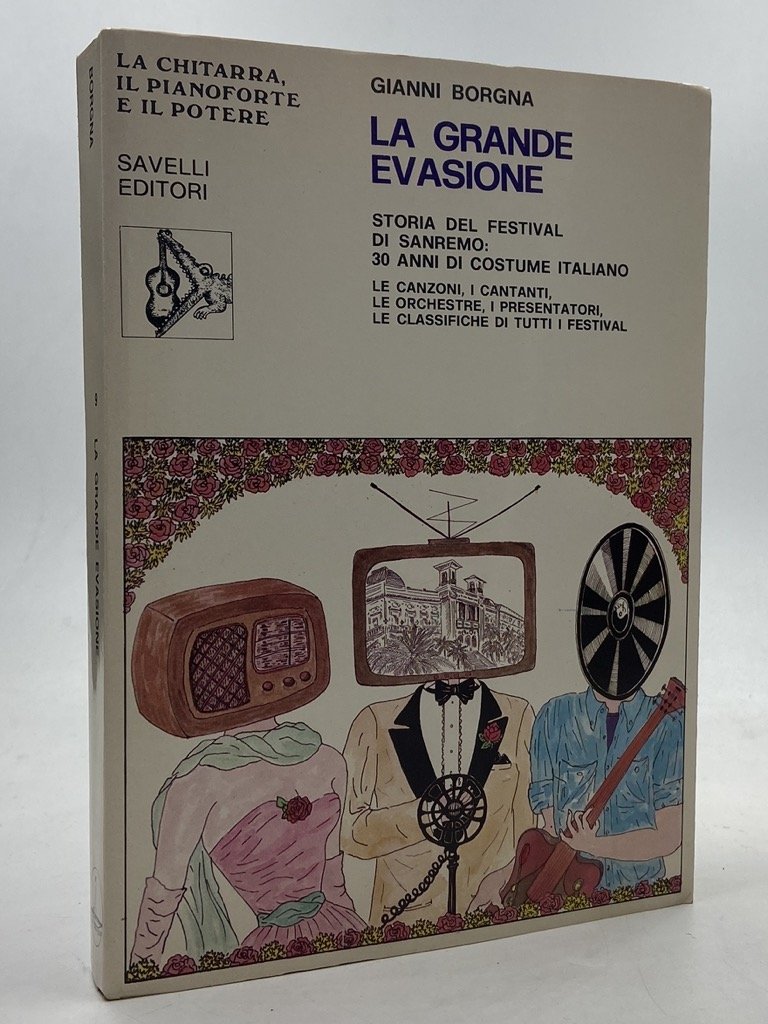 LA CHITARRA,
IL PIANOFORTE
E IL POTERE
SAVELLI
EDITORI
GIANNI BORGNA
LA GRANDE
EVASIONE
STORIA DEL FESTIVAL
DI SANREMO:
30 ANNI DI COSTUME ITALIANO
LE CANZONI, I CANTANTI,
LE ORCHESTRE, I PRESENTATORI,
LE CLASSIFICHE DI TUTTI I FESTIVAL
BORGNA
LA GRANDE EVASIONE